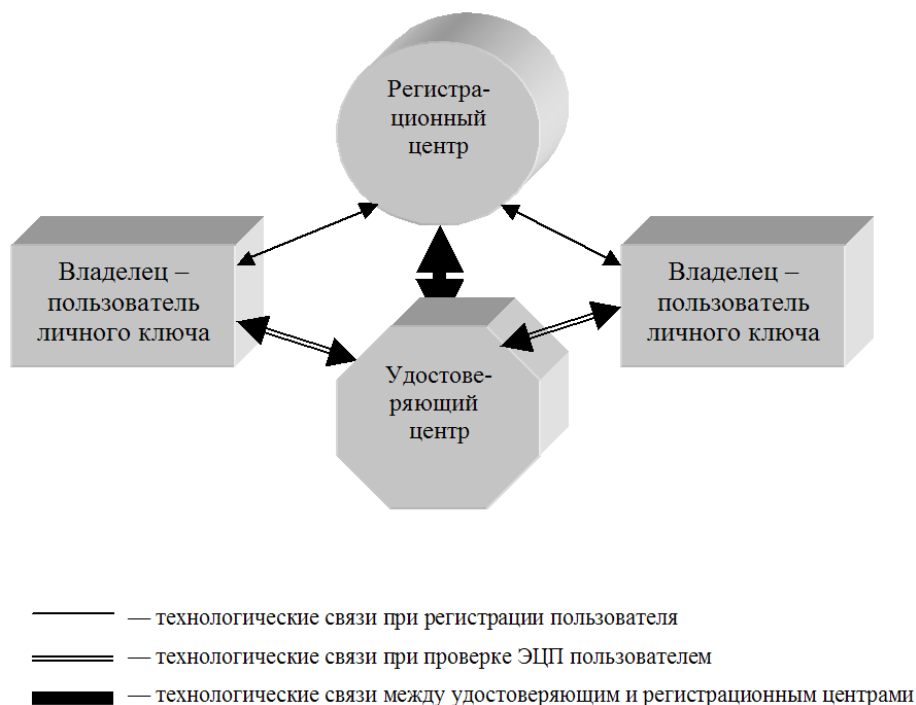 Регистра-
ционный
центр
Владелец –
пользователь
личного ключа
Владелец –
пользователь
личного ключа
Удостове-
ряющий
центр
— технологические связи при регистрации пользователя
— технологические связи при проверке ЭЦП пользователем
— технологические связи между удостоверяющим и регистрационным центрами